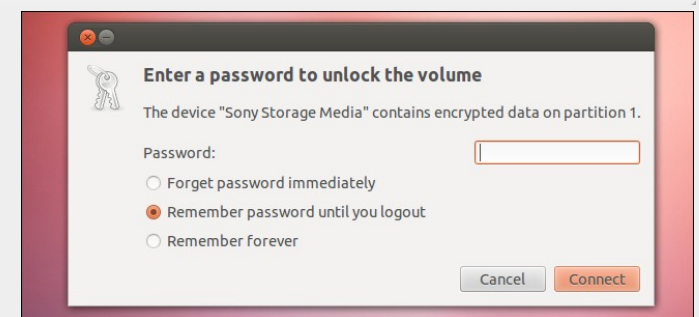 Enter a password to unlock the volume
The device "Sony Storage Media" contains encrypted data on partition 1.
Password:
Forget password immediately
Remember password until you logout
Remember forever
Cancel Connect